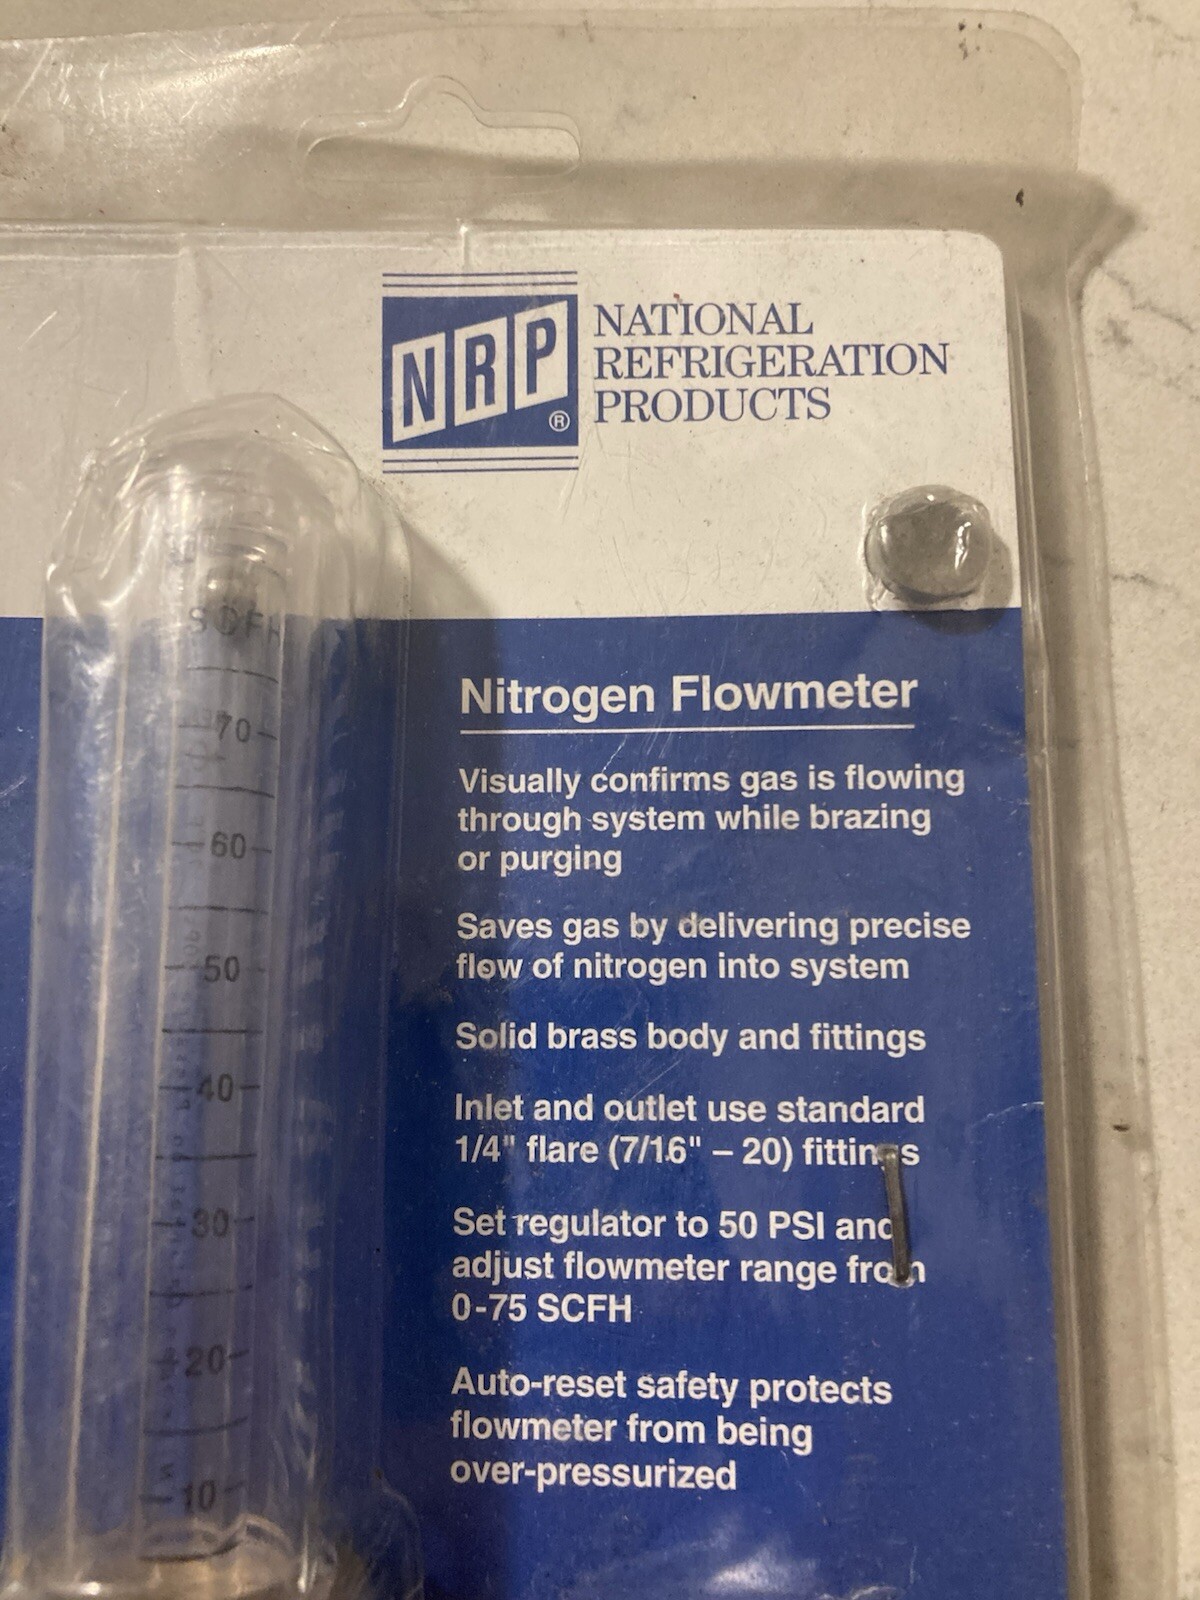 NRP®
NATIONAL
REFRIGERATION
PRODUCTS
SCFH
70
60
50
40
30
20
10
Nitrogen Flowmeter
Visually confirms gas is flowing
through system while brazing
or purging
Saves gas by delivering precise
flow of nitrogen into system
Solid brass body and fittings
Inlet and outlet use standard
1/4" flare (7/16" – 20) fittings
Set regulator to 50 PSI and
adjust flowmeter range from
0-75 SCFH
Auto-reset safety protects
flowmeter from being
over-pressurized